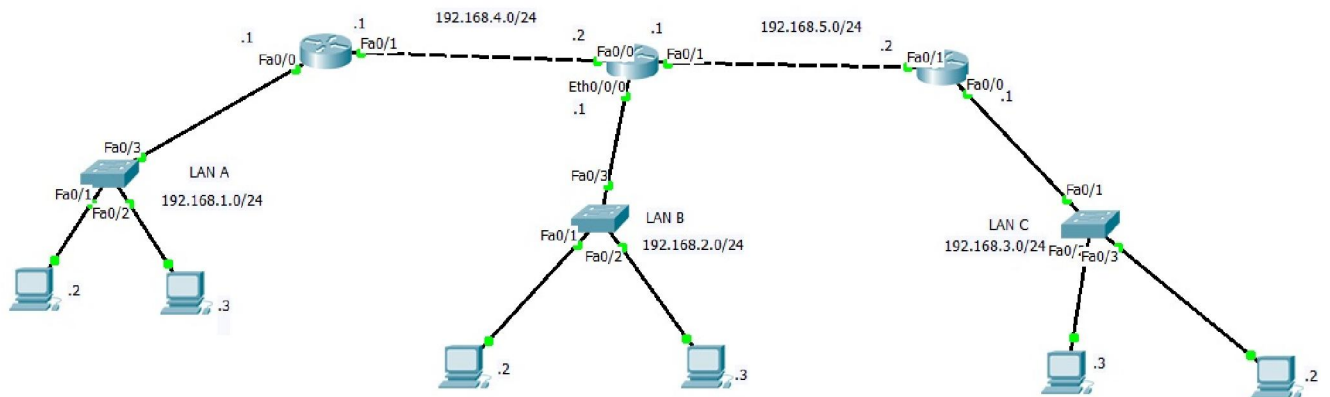 .1
192.168.4.0/24
.1
192.168.5.0/24
.1
.2
.2
Fa0/0
Fa0/1
Fa0/0
Fa0/1
Fa0/1
Fa0/0
Eth0/0/0
.1
.1
Fa0/3
LAN A
Fa0/1
192.168.1.0/24
Fa0/2
Fa0/3
Fa0/1
LAN B
LAN C
Fa0/1
192.168.2.0/24
192.168.3.0/24
Fa0/2
Fa0/3
.2
.3
.2
.3
.3
.2